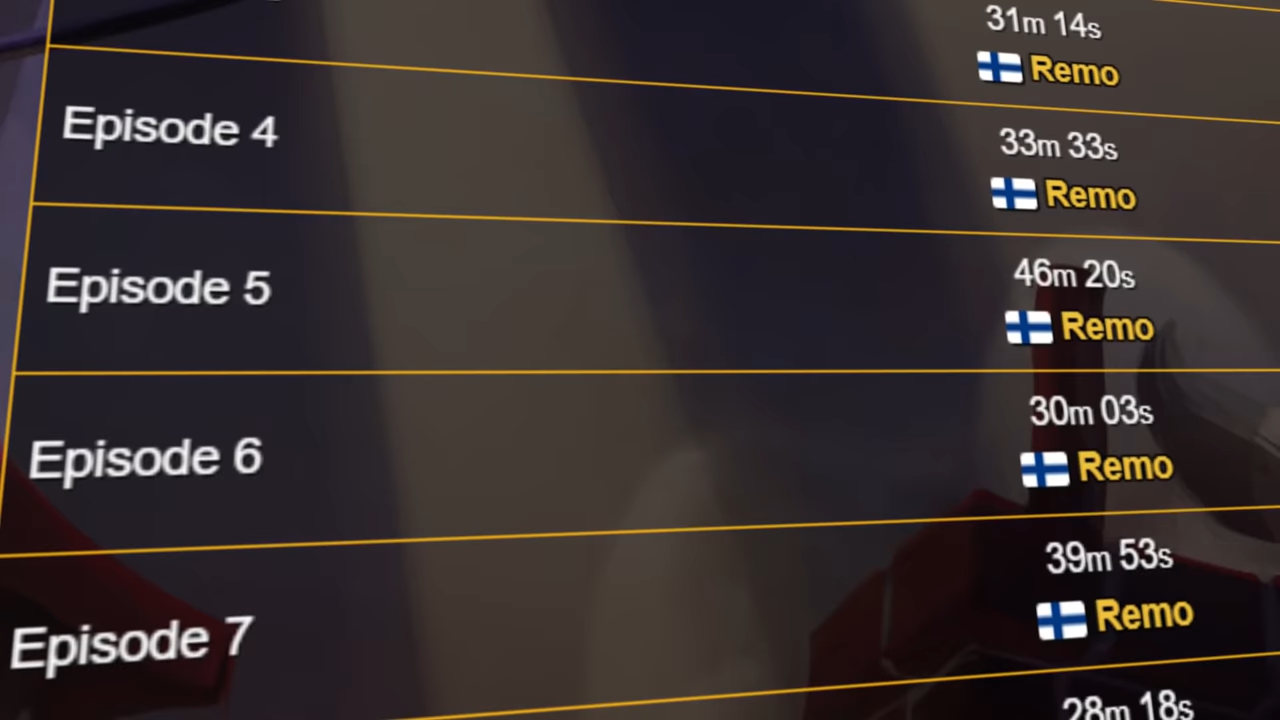 31m 14s
Remo
Episode 4
33m 33s
Remo
Episode 5
46m 20s
Remo
Episode 6
30m 03s
Remo
Episode 7
39m 53s
Remo
28m 18s